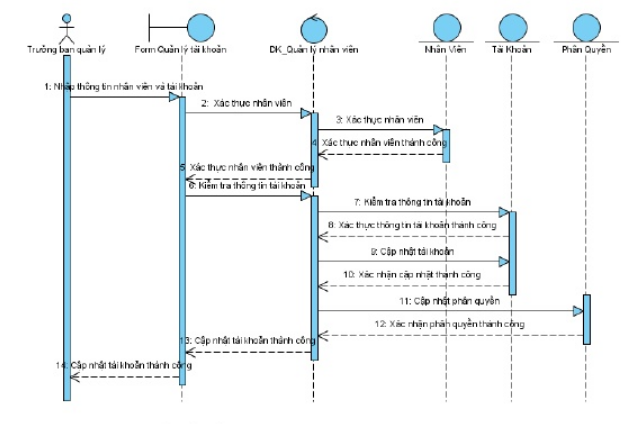 Trưởng ban quản lý
Form Quản lý tài khoản
DK_Quản lý nhân viên
Nhân Viên
Tài Khoản
Phân Quyền
1: Nhập thông tin nhân viên và tài khoản
2: Xác thực nhân viên
3: Xác thực nhân viên
4: Xác thực nhân viên thành công
5: Xác thực nhân viên thành công
6: Kiểm tra thông tin tài khoản
7: Kiểm tra thông tin tài khoản
8: Xác thực thông tin tài khoản thành công
9: Cập nhật tài khoản
10: Xác nhận cập nhật thành công
11: Cập nhật phân quyền
12: Xác nhận phân quyền thành công
13: Cập nhật tài khoản thành công
14: Cập nhật tài khoản thành công